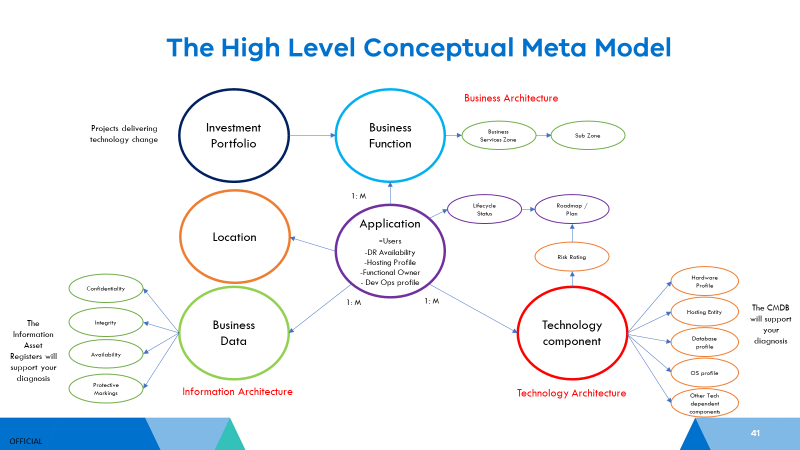 The High Level Conceptual Meta Model
Business Architecture
Projects delivering
technology change
Investment
Portfolio
Business
Function
Business
Services Zone
Sub Zone
1: M
Location
Application
-Users
-DR Availability
-Hosting Profile
-Functional Owner
- Dev Ops profile
Lifecycle
Status
Roadmap /
Plan
Risk Rating
1: M
1: M
The
Information
Asset
Registers will
support your
diagnosis
Confidentiality
Integrity
Availability
Protective
Markings
Business
Data
Information Architecture
Technology
component
Technology Architecture
Hardware
Profile
Hosting Entity
Database
profile
OS profile
Other Tech
dependent
components
The CMDB
will support
your
diagnosis
OFFICIAL
41